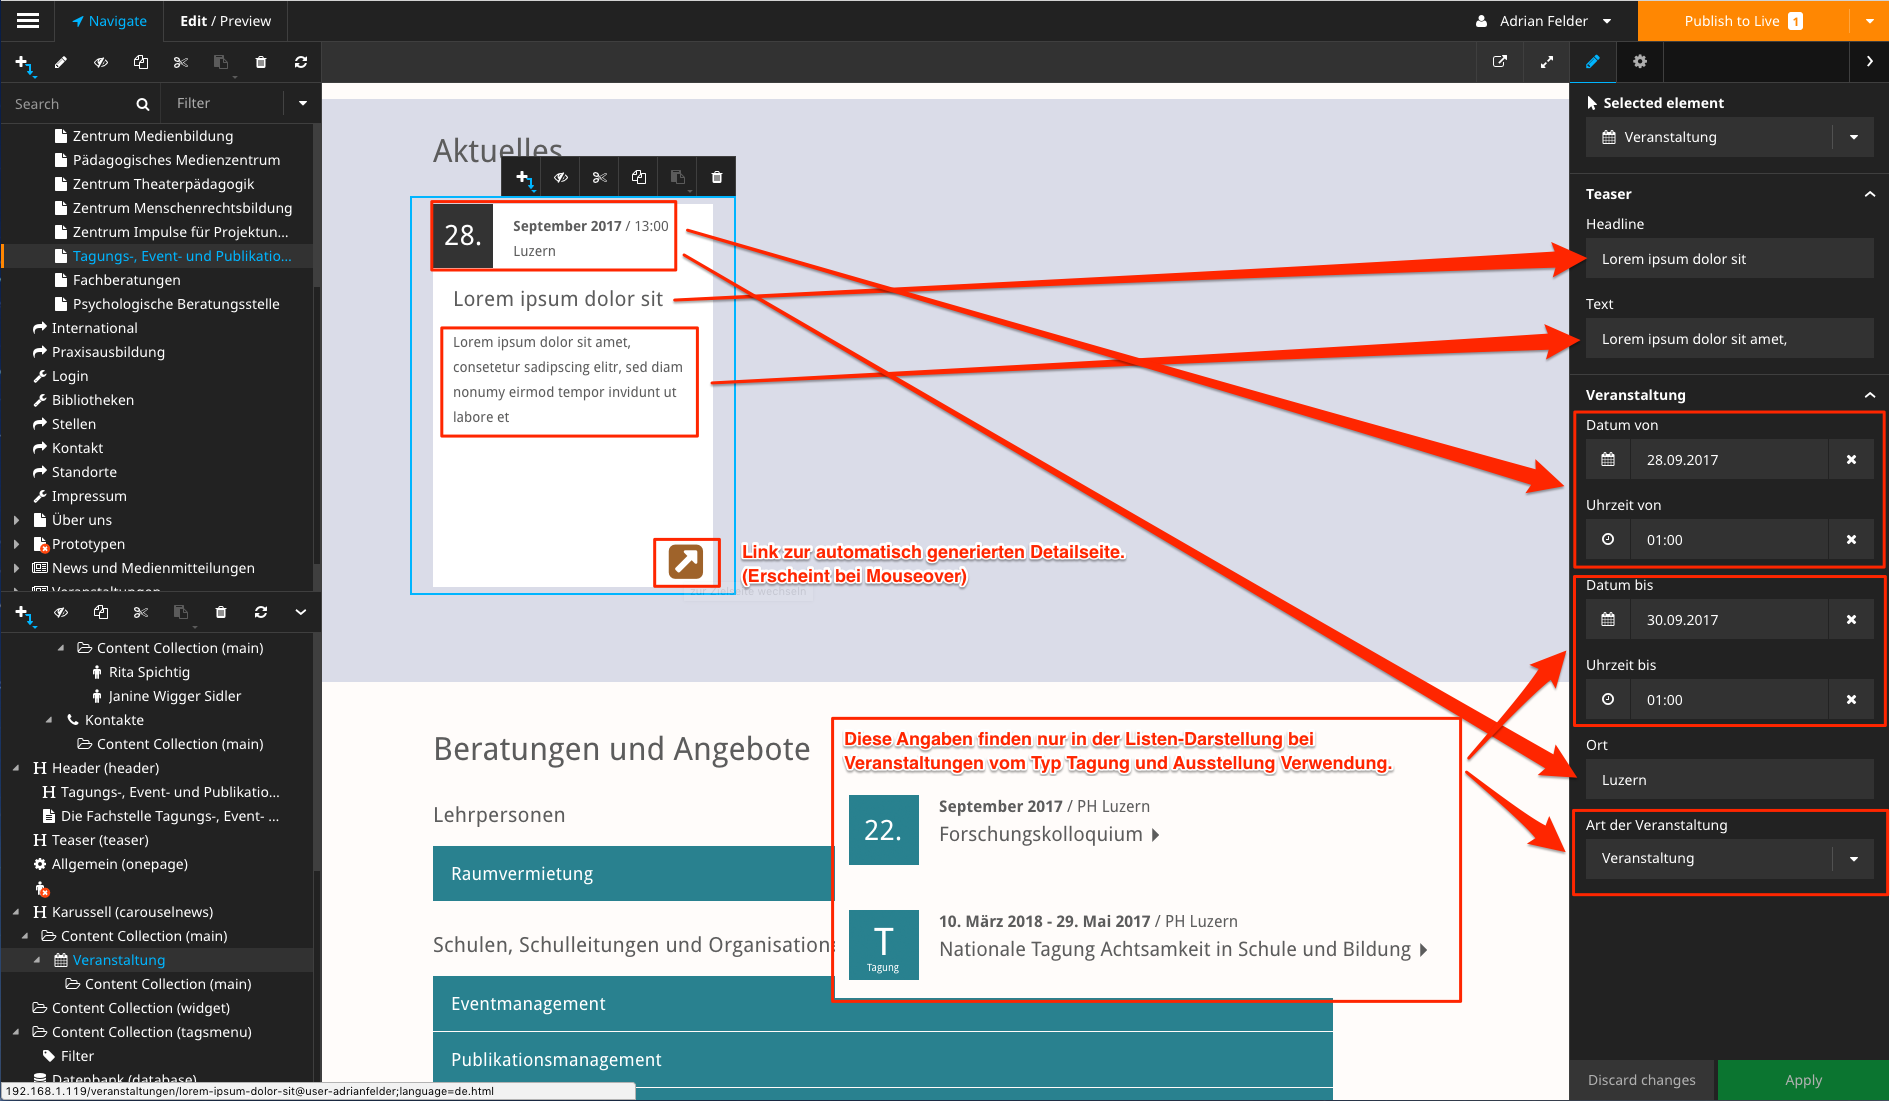 Navigate
Edit / Preview
Adrian Felder
Publish to Live 1
Search
Filter
Zentrum Medienbildung
Pädagogisches Medienzentrum
Zentrum Theaterpädagogik
Zentrum Menschenrechtsbildung
Zentrum Impulse für Projektun...
Tagungs-, Event- und Publikatio...
Fachberatungen
Psychologische Beratungsstelle
International
Praxisausbildung
Login
Bibliotheken
Stellen
Kontakt
Standorte
Impressum
Über uns
Prototypen
News und Medienmitteilungen
Veranstaltungen
Content Collection (main)
Rita Spichtig
Janine Wigger Sidler
Kontakte
Content Collection (main)
Header (header)
Tagungs-, Event- und Publikatio...
Die Fachstelle Tagungs-, Event- ...
Teaser (teaser)
Allgemein (onepage)
Karussell (carouselnews)
Content Collection (main)
Veranstaltung
Content Collection (main)
Content Collection (widget)
Content Collection (tagsmenu)
Filter
Datenbank (database)
192.168.1.119/veranstaltungen/lorem-ipsum-dolor-sit@user-adrianfelder;language=de.html
Aktuelles
28.
September 2017 / 13:00
Luzern
Lorem ipsum dolor sit
Lorem ipsum dolor sit amet,
consetetur sadipscing elitr, sed diam
nonumy eirmod tempor invidunt ut
labore et
Link zur automatisch generierten Detailseite.
(Erscheint bei Mouseover)
zur Zielseite wechseln
Beratungen und Angebote
Lehrpersonen
Raumvermietung
Schulen, Schulleitungen und Organisation
Eventmanagement
Publikationsmanagement
Diese Angaben finden nur in der Listen-Darstellung bei
Veranstaltungen vom Typ Tagung und Ausstellung Verwendung.
22.
September 2017 / PH Luzern
Forschungskolloquium
T
Tagung
10. März 2018 - 29. Mai 2017 / PH Luzern
Nationale Tagung Achtsamkeit in Schule und Bildung
Selected element
Veranstaltung
Teaser
Headline
Lorem ipsum dolor sit
Text
Lorem ipsum dolor sit amet,
Veranstaltung
Datum von
28.09.2017
Uhrzeit von
01:00
Datum bis
30.09.2017
Uhrzeit bis
01:00
Ort
Luzern
Art der Veranstaltung
Veranstaltung
Discard changes
Apply